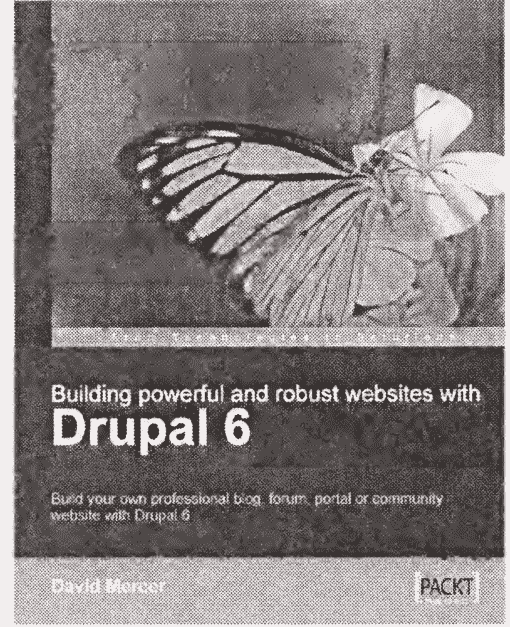 Building powerful and robust websites with
Drupal 6
Build your own professional blog, forum, portal or community
website with Drupal 6
David Mercer
PACKT